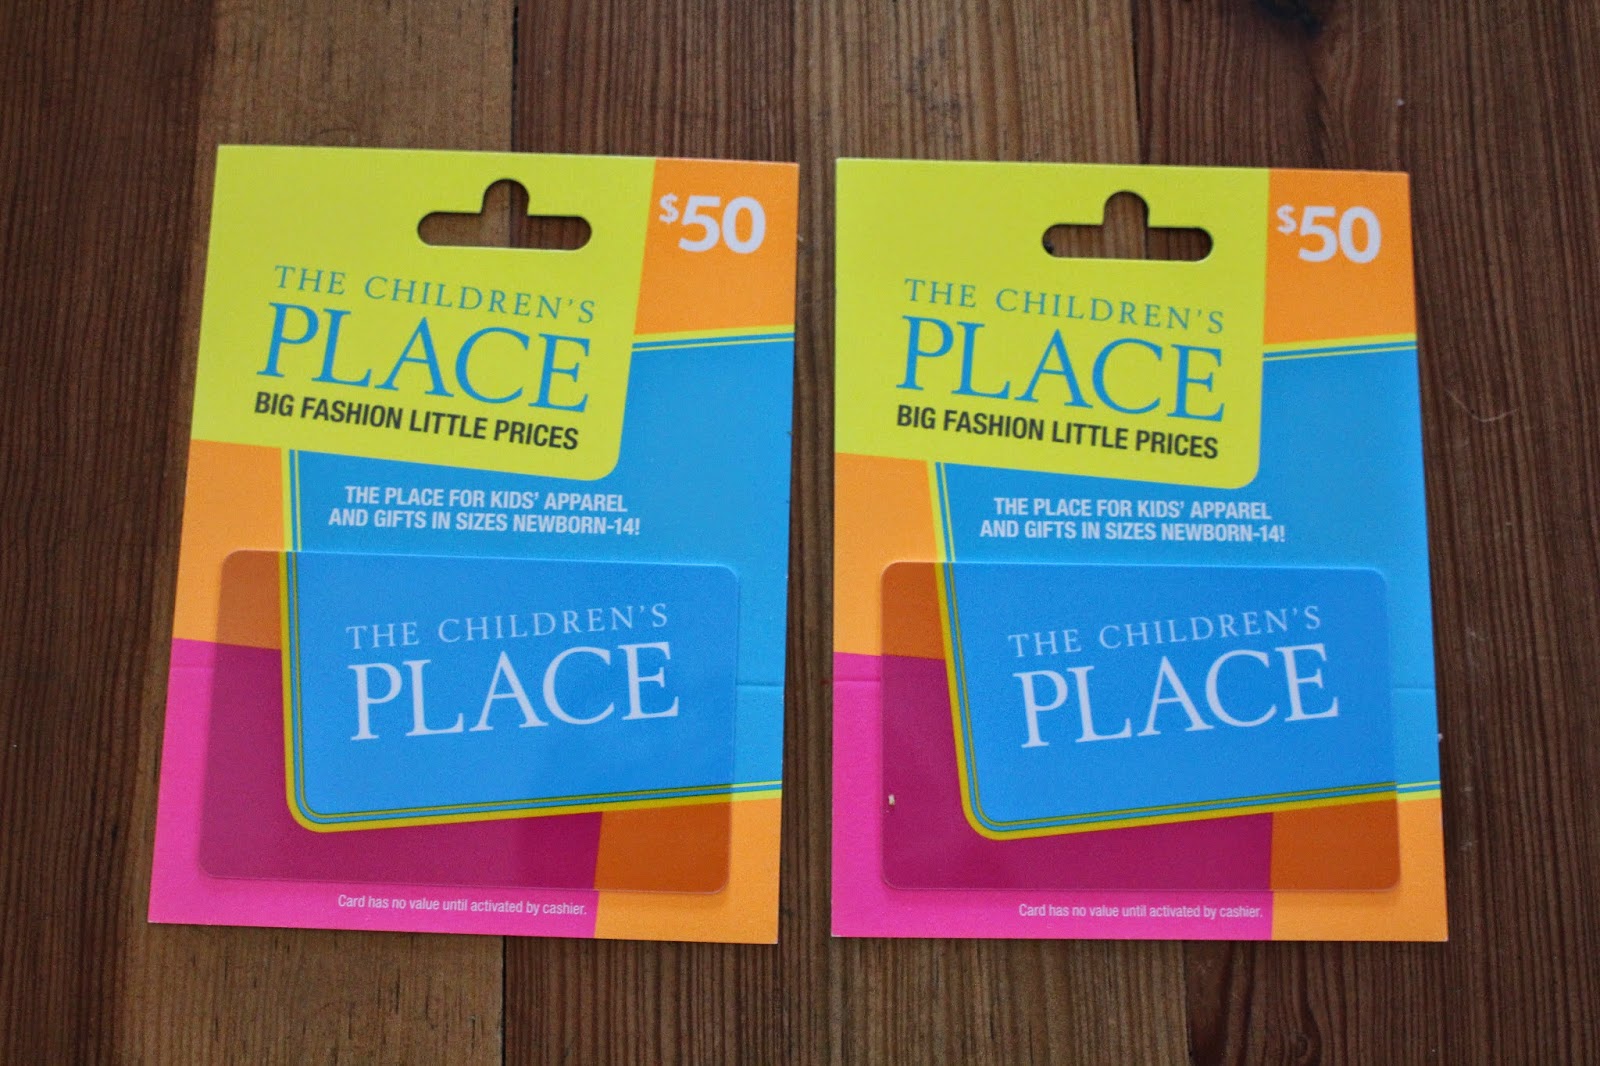 $50
THE CHILDREN'S
PLACE
BIG FASHION LITTLE PRICES
THE PLACE FOR KIDS' APPAREL
AND GIFTS IN SIZES NEWBORN-14!
THE CHILDREN'S
PLACE
Card has no value until activated by cashier.
$50
THE CHILDREN'S
PLACE
BIG FASHION LITTLE PRICES
THE PLACE FOR KIDS' APPAREL
AND GIFTS IN SIZES NEWBORN-14!
THE CHILDREN'S
PLACE
Card has no value until activated by cashier.